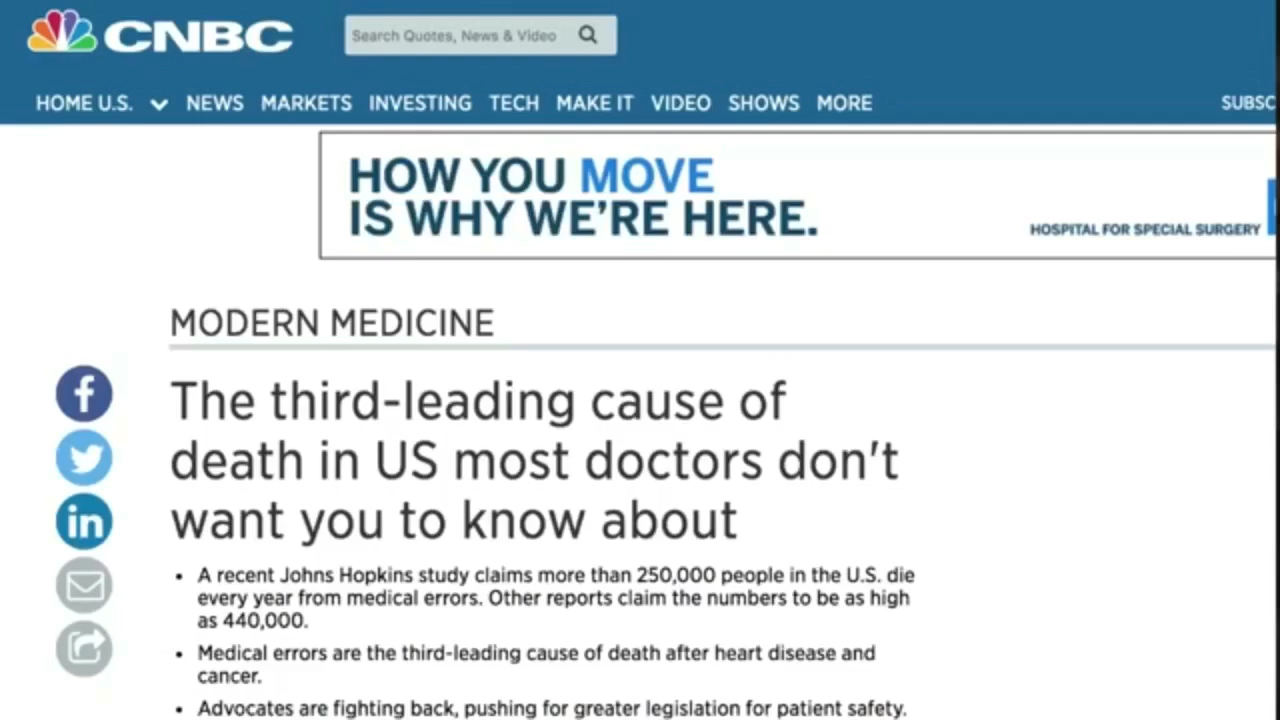 CNBC
Search Quotes, News & Video
HOME U.S. NEWS MARKETS INVESTING TECH MAKE IT VIDEO SHOWS MORE
SUBSC
HOW YOU MOVE
IS WHY WE'RE HERE.
HOSPITAL FOR SPECIAL SURGERY
MODERN MEDICINE
The third-leading cause of
death in US most doctors don't
want you to know about
• A recent Johns Hopkins study claims more than 250,000 people in the U.S. die
every year from medical errors. Other reports claim the numbers to be as high
as 440,000.
• Medical errors are the third-leading cause of death after heart disease and
cancer.
• Advocates are fighting back, pushing for greater legislation for patient safety.